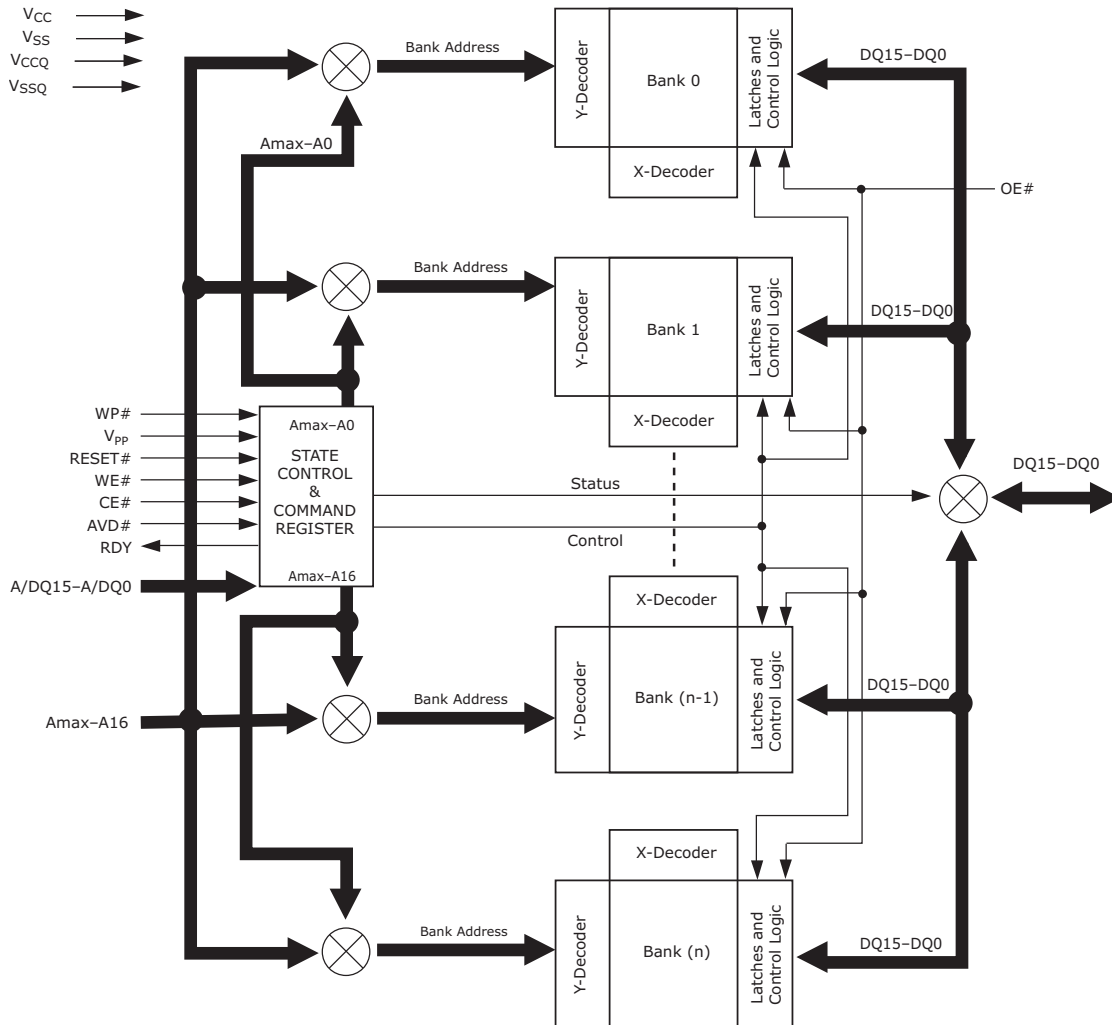 VCC
VSS
VCCQ
VSSQ
Bank Address
Y-Decoder
Bank 0
Latches and
Control Logic
DQ15–DQ0
Amax–A0
X-Decoder
OE#
Bank Address
Y-Decoder
Bank 1
Latches and
Control Logic
DQ15–DQ0
X-Decoder
WP#
VPP
RESET#
WE#
CE#
AVD#
RDY
A/DQ15–A/DQ0
Amax–A0
STATE
CONTROL
&
COMMAND
REGISTER
Amax–A16
Status
Control
DQ15–DQ0
X-Decoder
Amax–A16
Bank Address
Y-Decoder
Bank (n-1)
Latches and
Control Logic
DQ15–DQ0
X-Decoder
Bank Address
Y-Decoder
Bank (n)
Latches and
Control Logic
DQ15–DQ0